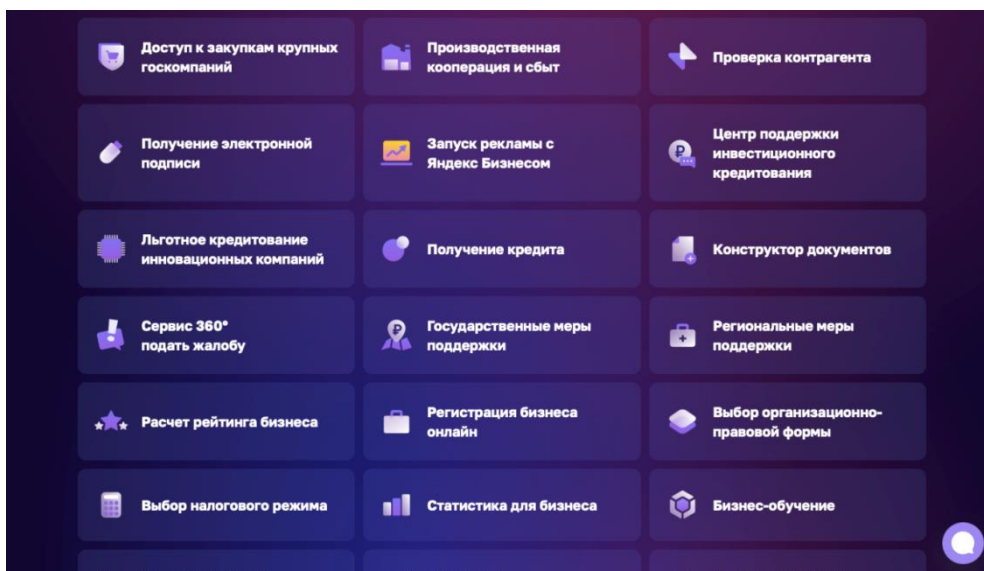 Доступ к закупкам крупных
госкомпаний
Производственная
кооперация и сбыт
Проверка контрагента
Получение электронной
подписи
Запуск рекламы с
Яндекс Бизнесом
Центр поддержки
инвестиционного
кредитования
Льготное кредитование
инновационных компаний
Получение кредита
Конструктор документов
Сервис 360°
подать жалобу
Государственные меры
поддержки
Региональные меры
поддержки
Расчет рейтинга бизнеса
Регистрация бизнеса
онлайн
Выбор организационно-
правовой формы
Выбор налогового режима
Статистика для бизнеса
Бизнес-обучение